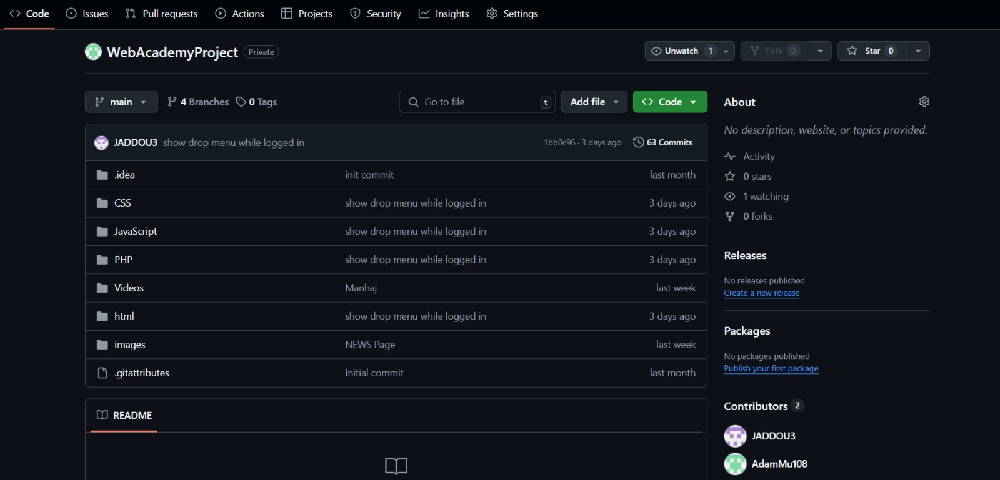 Code Issues Pull requests Actions Projects Security Insights Settings
WebAcademyProject Private Unwatch 1 Fork 0 Star 0
main 4 Branches 0 Tags Go to file t Add file Code
JADDOU3 show drop menu while logged in 1bb0c96 · 3 days ago 63 Commits
.idea init commit last month
CSS show drop menu while logged in 3 days ago
JavaScript show drop menu while logged in 3 days ago
PHP show drop menu while logged in 3 days ago
Videos Manhaj last week
html show drop menu while logged in 3 days ago
images NEWS Page last week
.gitattributes Initial commit last month
README
About
No description, website, or topics provided.
Activity
0 stars
1 watching
0 forks
Releases
No releases published
Create a new release
Packages
No packages published
Publish your first package
Contributors 2
JADDOU3
AdamMu108